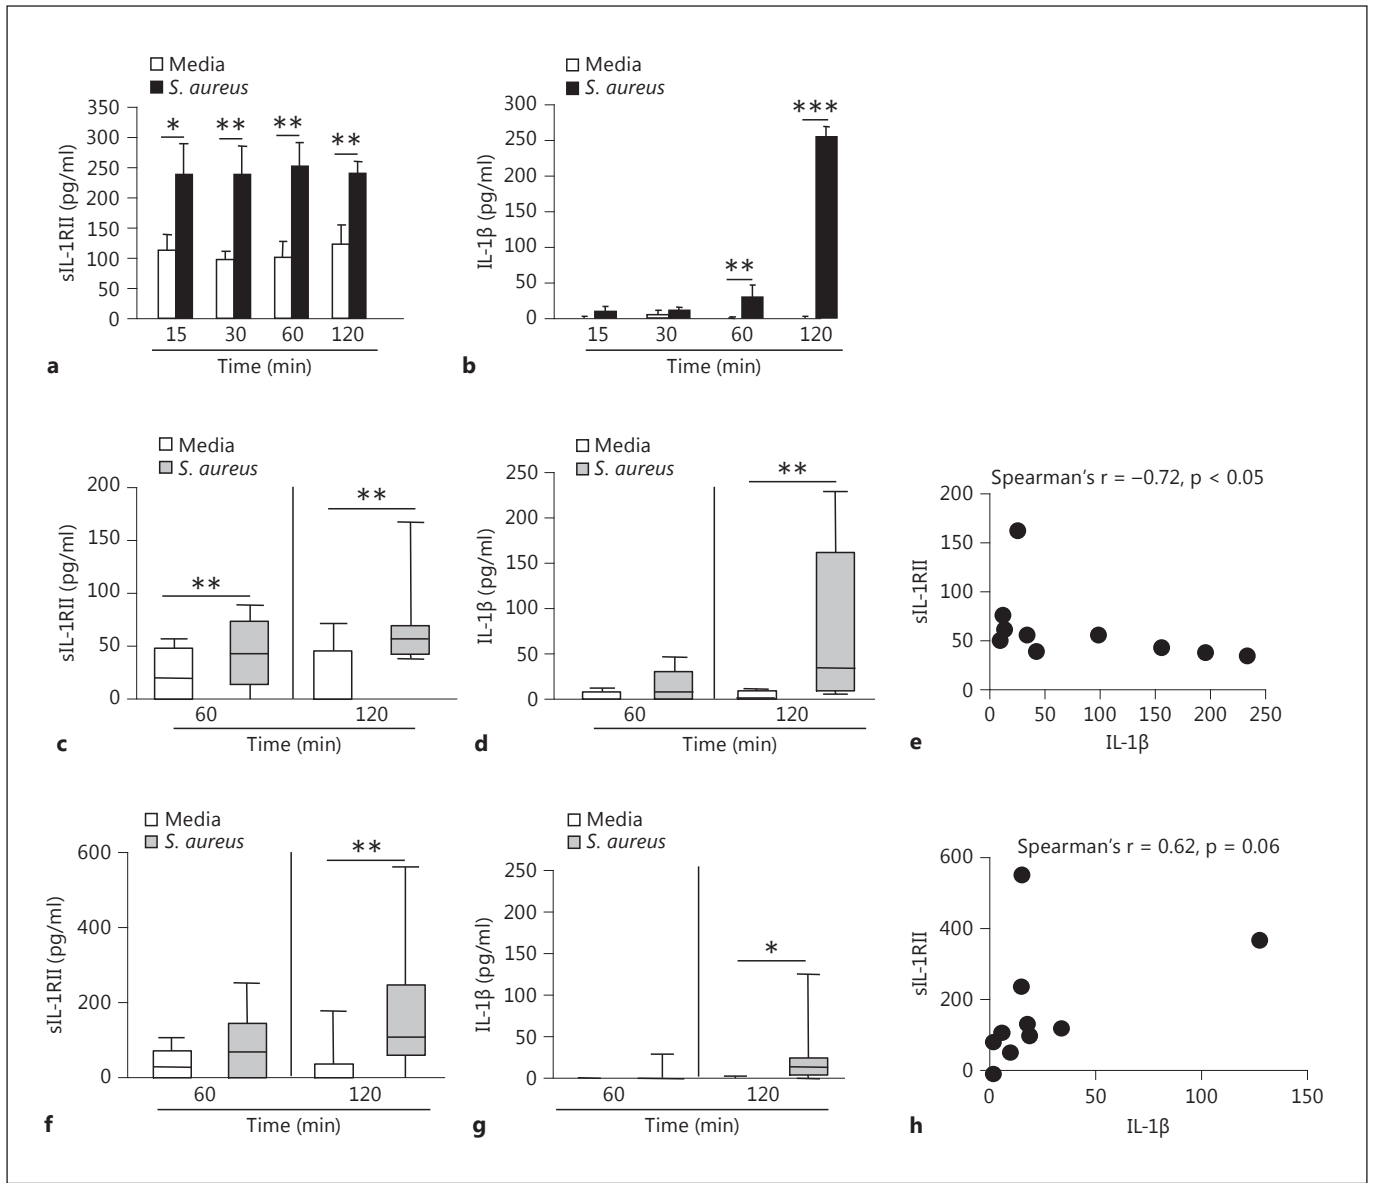 Media
S. aureus
350
300
250
200
150
100
50
0
sIL-1RII (pg/ml)
*
**
**
**
15 30 60 120
Time (min)
a
Media
S. aureus
300
250
200
150
100
50
0
IL-1β (pg/ml)
**
***
15 30 60 120
Time (min)
b
Media
S. aureus
200
150
100
50
0
sIL-1RII (pg/ml)
**
**
60 120
Time (min)
c
Media
S. aureus
250
200
150
100
50
0
IL-1β (pg/ml)
**
60 120
Time (min)
d
Spearman's r = –0.72, p < 0.05
200
150
100
50
0
sIL-1RII
0 50 100 150 200 250
IL-1β
e
Media
S. aureus
600
400
200
0
sIL-1RII (pg/ml)
**
60 120
Time (min)
f
Media
S. aureus
250
200
150
100
50
0
IL-1β (pg/ml)
*
60 120
Time (min)
g
Spearman's r = 0.62, p = 0.06
600
400
200
0
sIL-1RII
0 50 100 150
IL-1β
h